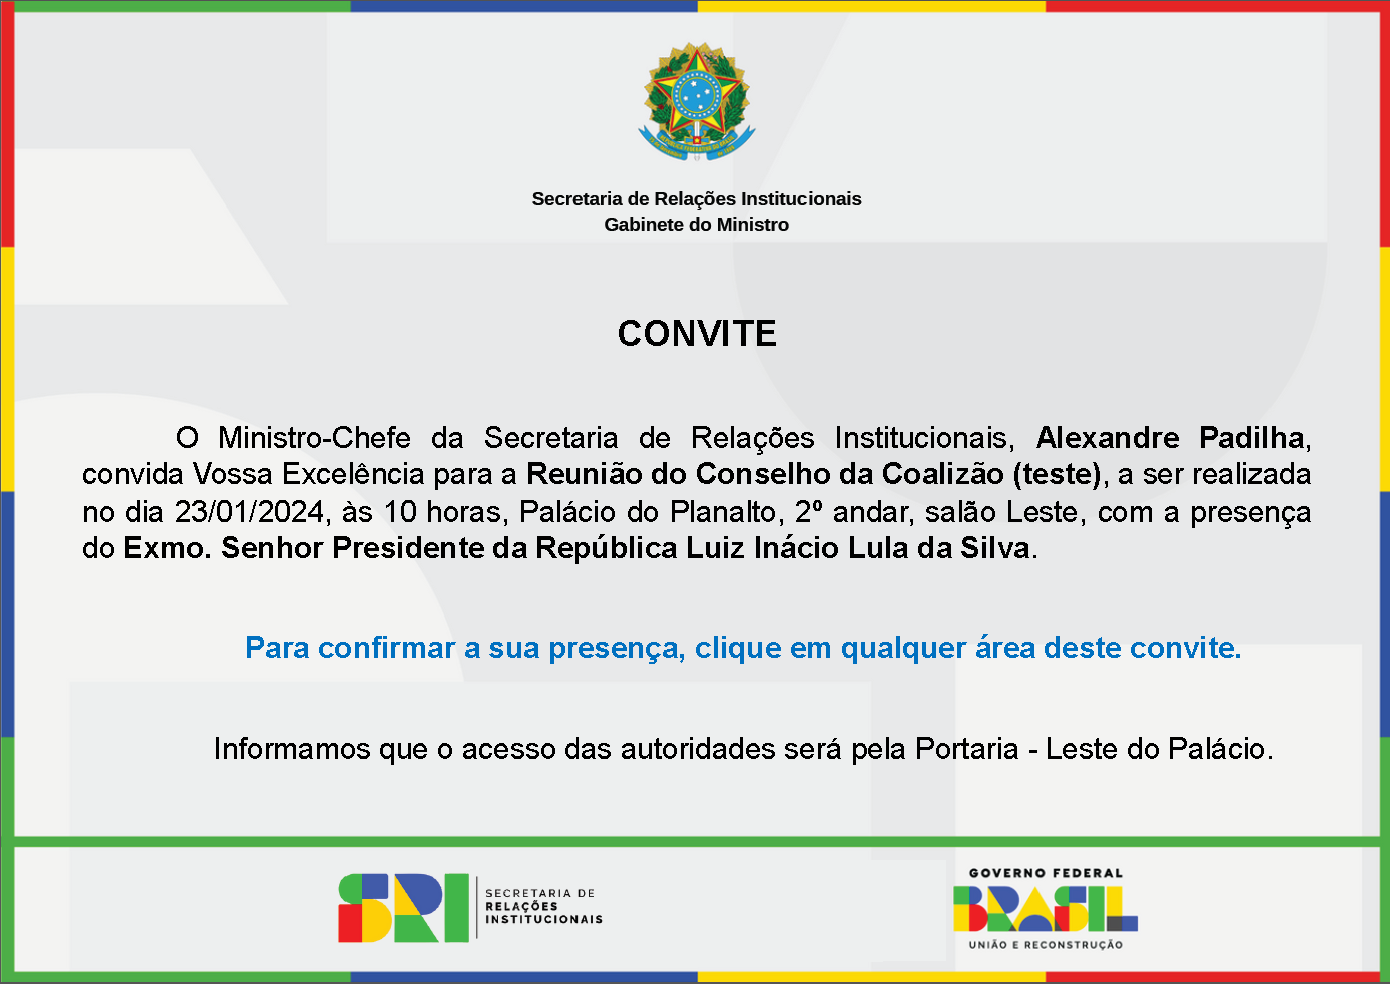 Secretaria de Relações Institucionais
Gabinete do Ministro
CONVITE
O Ministro-Chefe da Secretaria de Relações Institucionais, Alexandre Padilha,
convida Vossa Excelência para a Reunião do Conselho da Coalizão (teste), a ser realizada
no dia 23/01/2024, às 10 horas, Palácio do Planalto, 2º andar, salão Leste, com a presença
do Exmo. Senhor Presidente da República Luiz Inácio Lula da Silva.
Para confirmar a sua presença, clique em qualquer área deste convite.
Informamos que o acesso das autoridades será pela Portaria - Leste do Palácio.
SRI
SECRETARIA DE
RELAÇÕES
INSTITUCIONAIS
GOVERNO FEDERAL
BRASIL
UNIÃO E RECONSTRUÇÃO